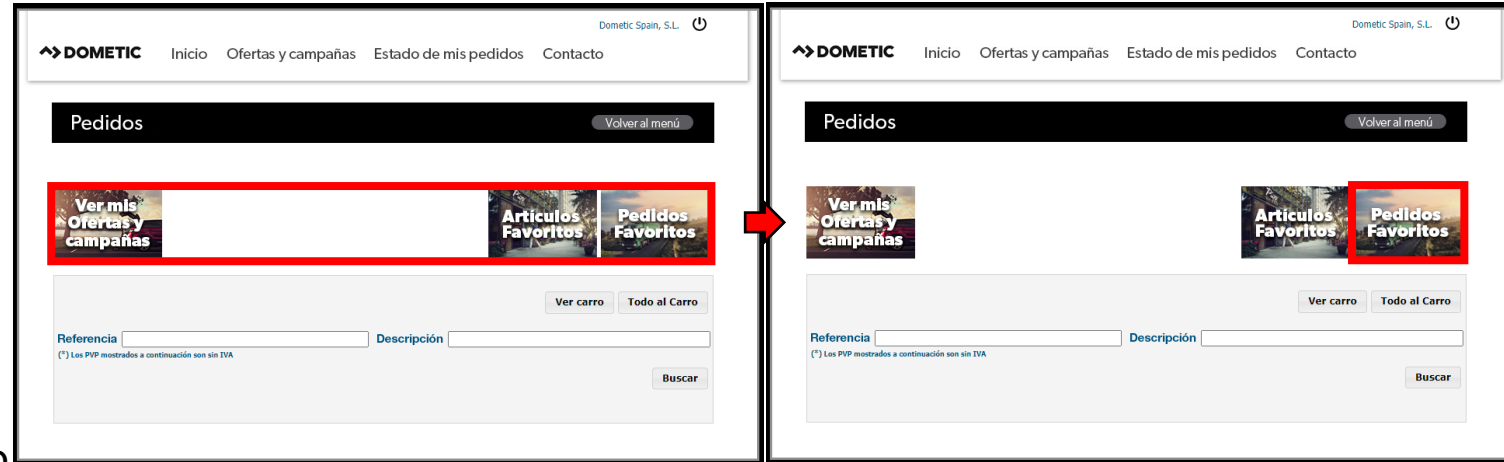 Dometic Spain, S.L.
DOMETIC Inicio Ofertas y campañas Estado de mis pedidos Contacto
Pedidos Volver al menú
Ver mis
Ofertas y
campañas
Artículos
Favoritos
Pedidos
Favoritos
Ver carro Todo al Carro
Referencia Descripción
(*) Los PVP mostrados a continuación son sin IVA
Buscar
Dometic Spain, S.L.
DOMETIC Inicio Ofertas y campañas Estado de mis pedidos Contacto
Pedidos Volver al menú
Ver mis
Ofertas y
campañas
Artículos
Favoritos
Pedidos
Favoritos
Ver carro Todo al Carro
Referencia Descripción
(*) Los PVP mostrados a continuación son sin IVA
Buscar